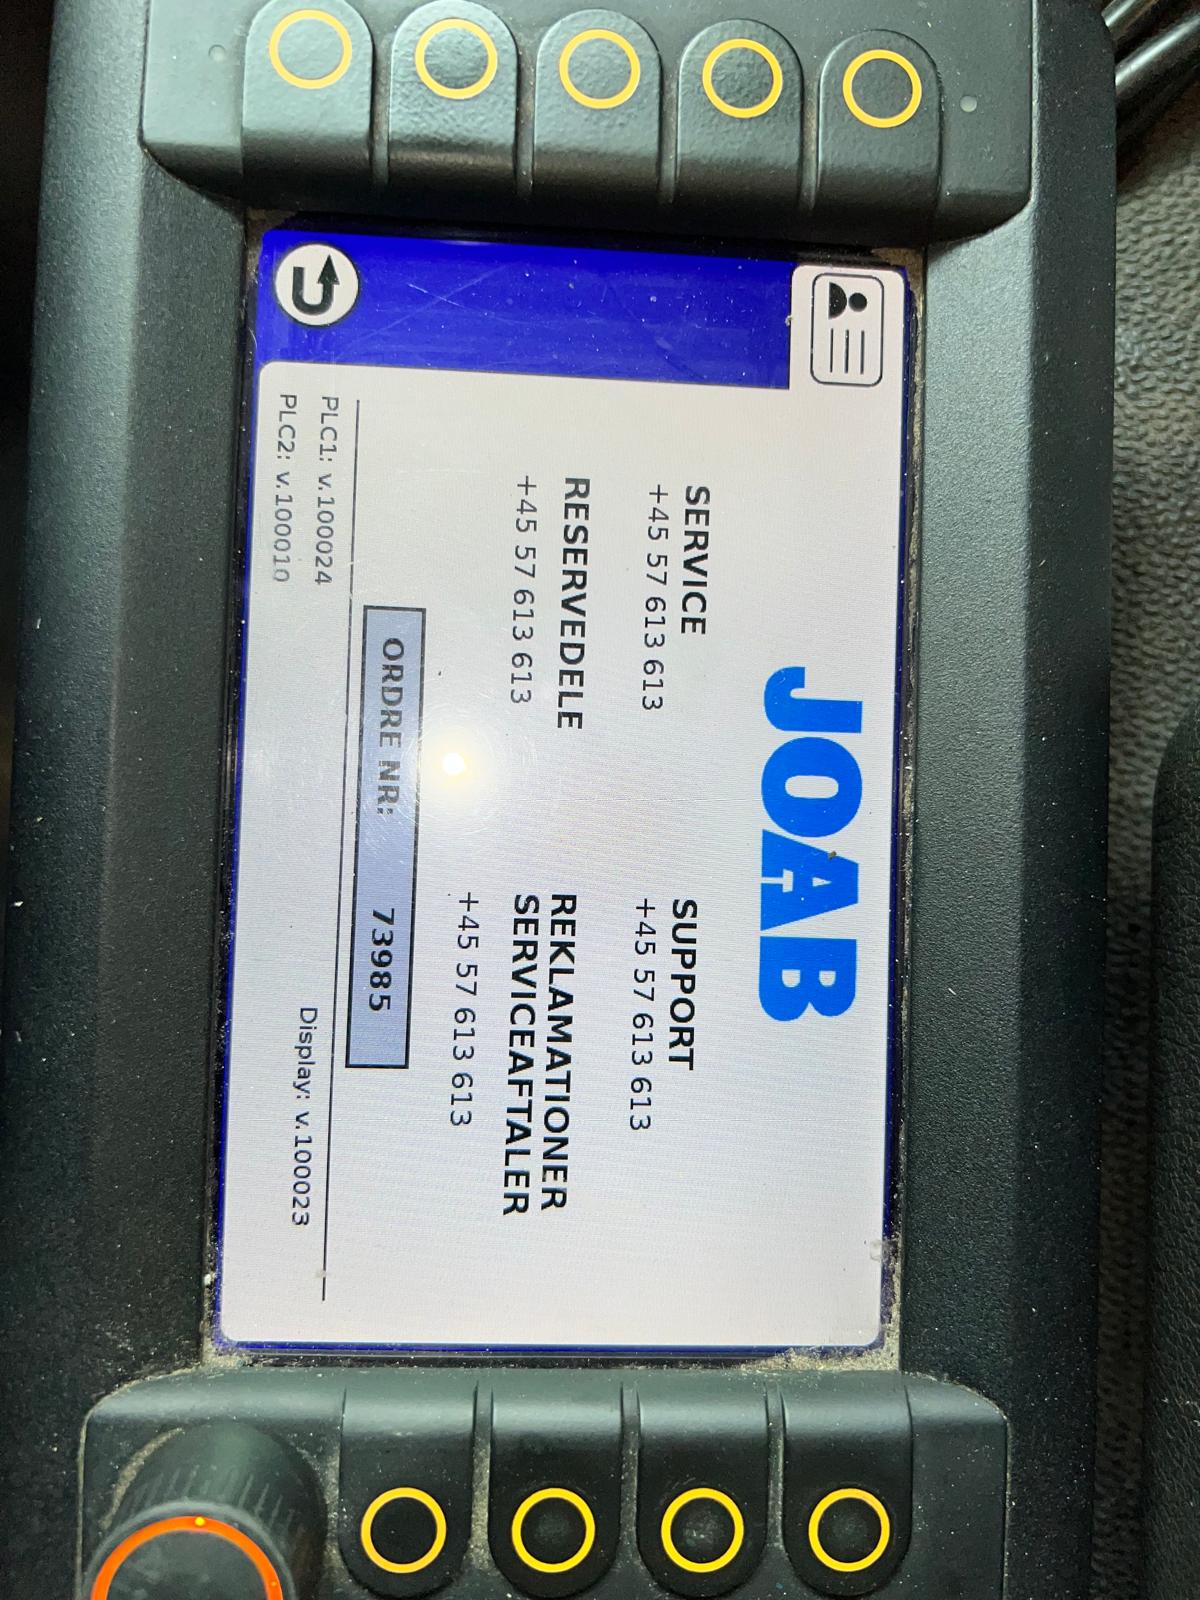 JOAB
SERVICE
+45 57 613 613
SUPPORT
+45 57 613 613
RESERVEDELE
+45 57 613 613
REKLAMATIONER
SERVICEAFTALER
+45 57 613 613
ORDRE NR: 73985
PLC1: v.100024
PLC2: v.100010
Display: v.100023